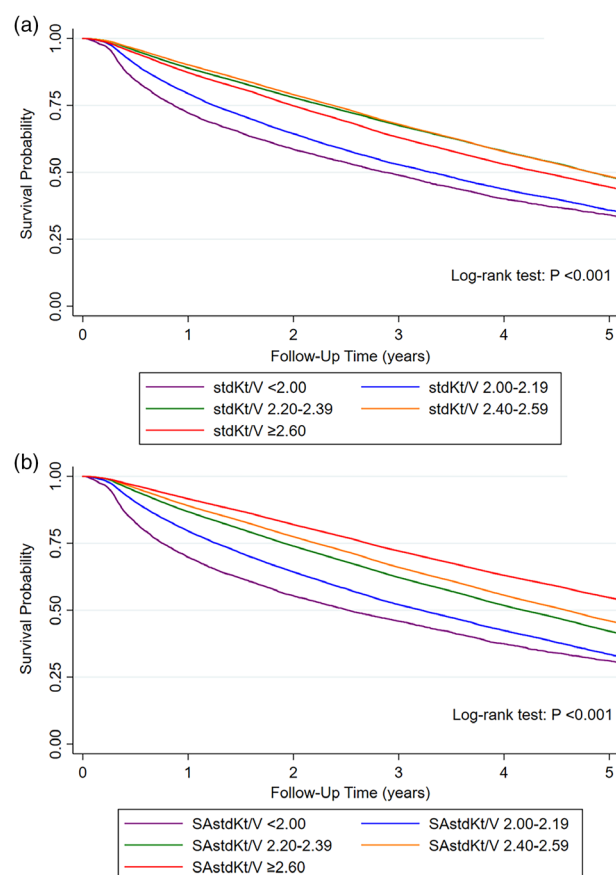 (a)
1.00
0.75
0.50
0.25
0.00
Survival Probability
Log-rank test: P <0.001
0 1 2 3 4 5
Follow-Up Time (years)
stdKt/V <2.00 stdKt/V 2.00-2.19
stdKt/V 2.20-2.39 stdKt/V 2.40-2.59
stdKt/V ≥2.60
(b)
1.00
0.75
0.50
0.25
0.00
Survival Probability
Log-rank test: P <0.001
0 1 2 3 4 5
Follow-Up Time (years)
SAstdKt/V <2.00 SAstdKt/V 2.00-2.19
SAstdKt/V 2.20-2.39 SAstdKt/V 2.40-2.59
SAstdKt/V ≥2.60